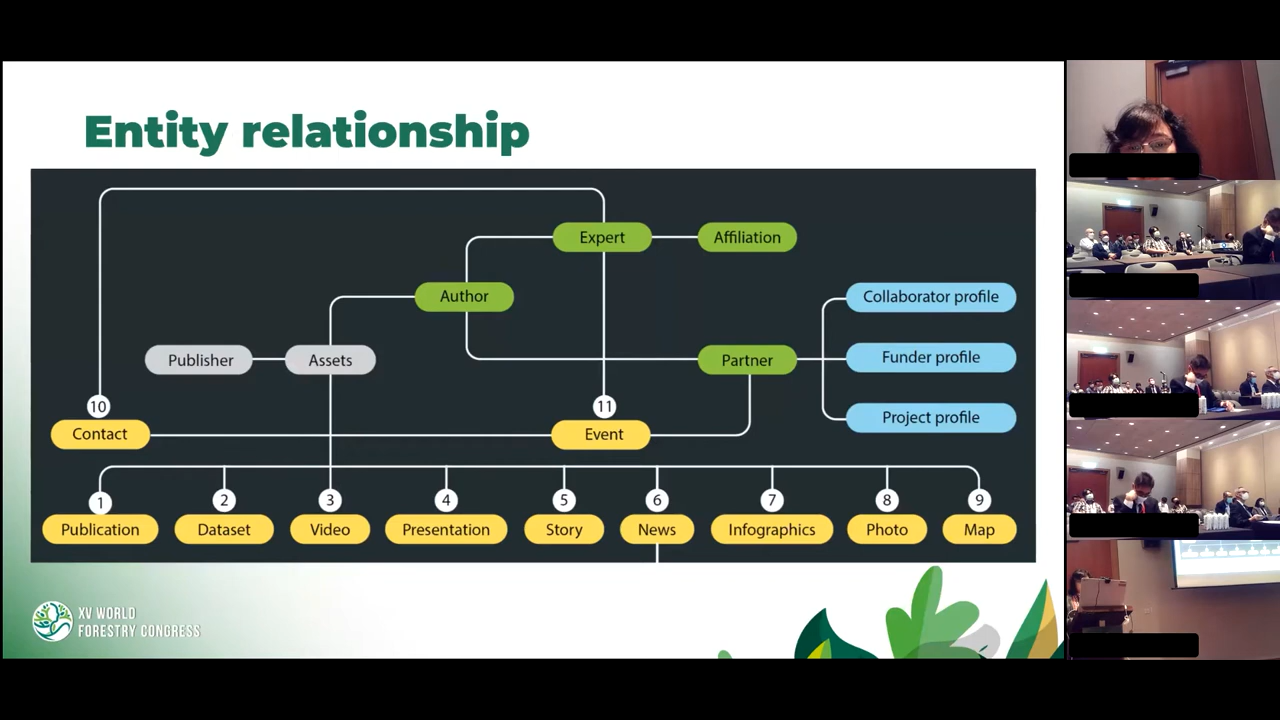 Entity relationship
Expert
Affiliation
Author
Collaborator profile
Publisher
Assets
Partner
Funder profile
Project profile
10
11
Contact
Event
1
2
3
4
5
6
7
8
9
Publication
Dataset
Video
Presentation
Story
News
Infographics
Photo
Map
XV WORLD
FORESTRY CONGRESS